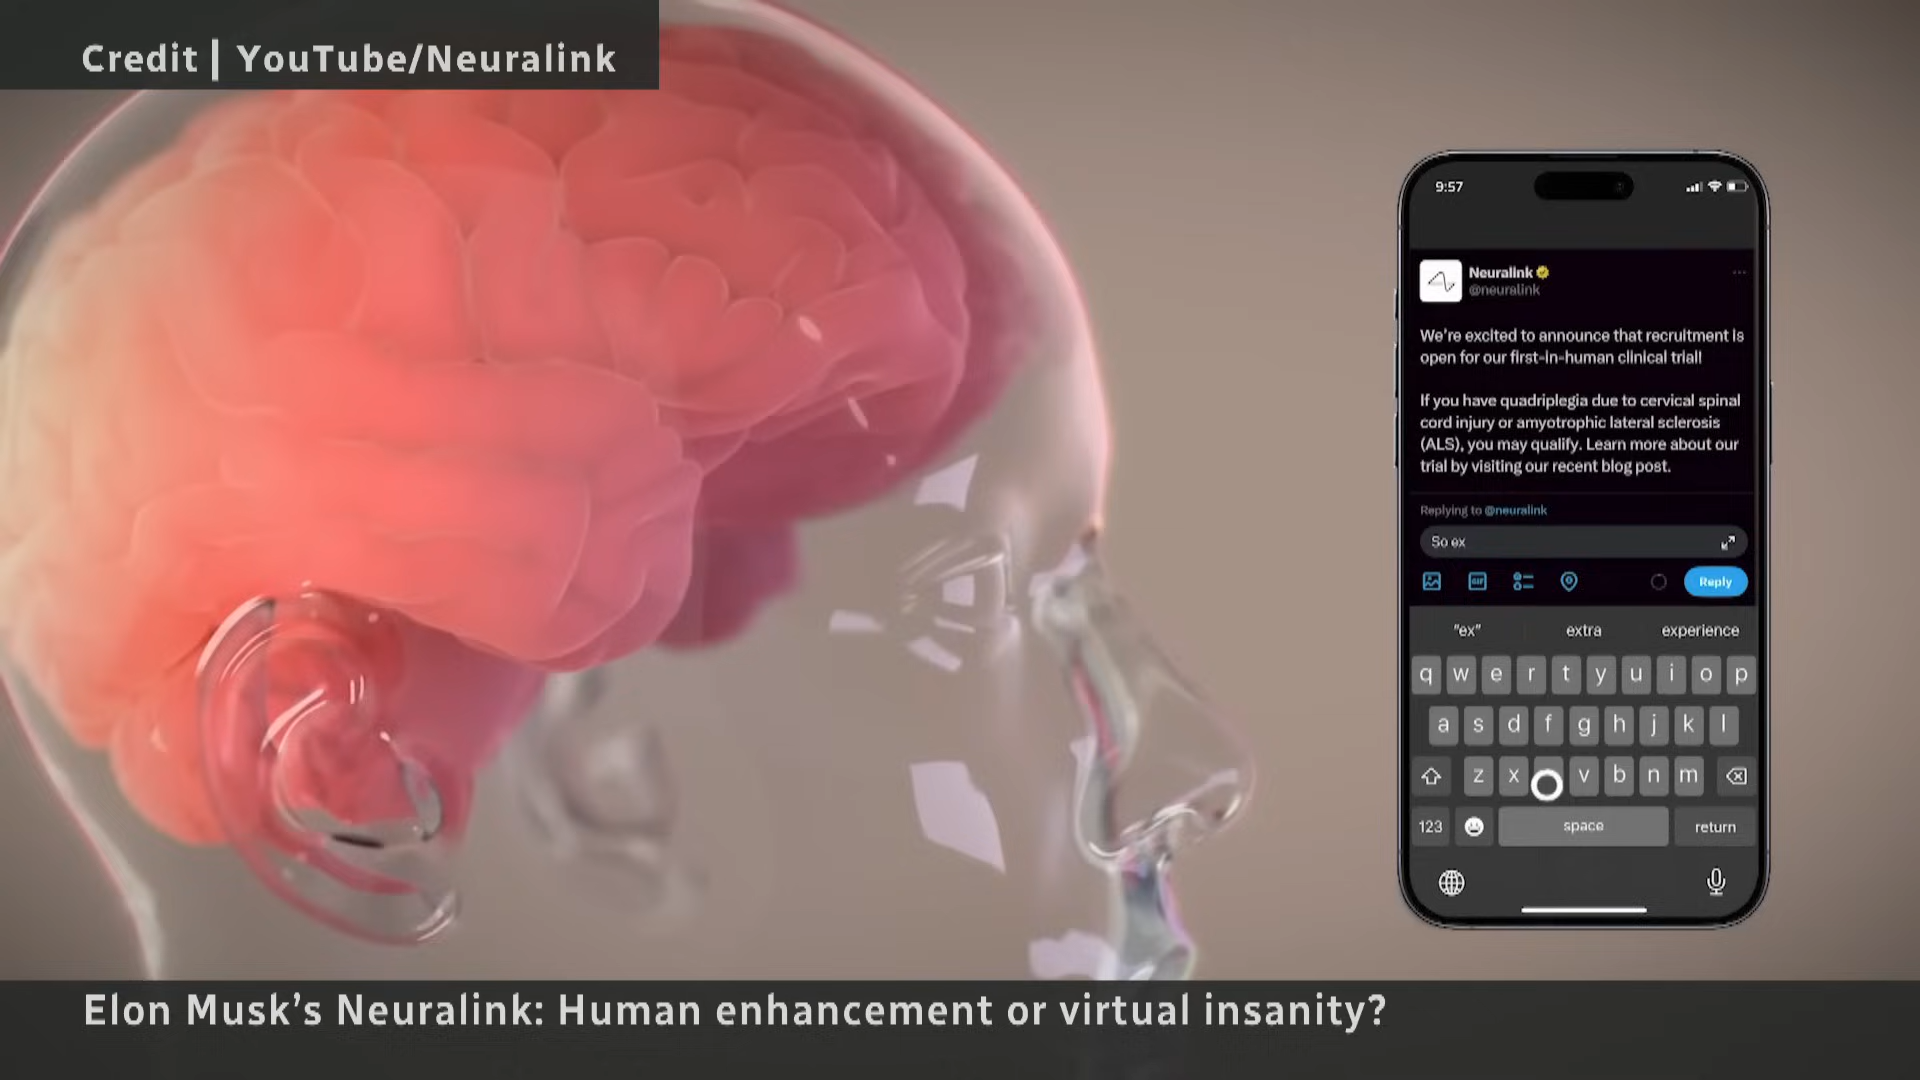 Credit | YouTube/Neuralink
9:57
Neuralink
@neuralink
We're excited to announce that recruitment is
open for our first-in-human clinical trial!
If you have quadriplegia due to cervical spinal
cord injury or amyotrophic lateral sclerosis
(ALS), you may qualify. Learn more about our
trial by visiting our recent blog post.
Replying to @neuralink
So ex
GIF
Reply
"ex" extra experience
q w e r t y u i o p
a s d f g h j k l
z x v b n m
123 space return
Elon Musk’s Neuralink: Human enhancement or virtual insanity?